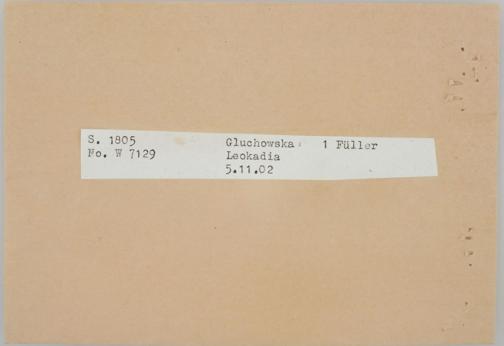 S. 1805 Gluchowska 1 Füller
No. W 7129 Leokadia
5.11.02